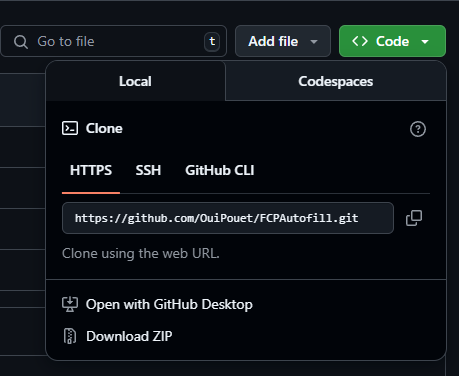 Go to file
t
Add file
Code
Local
Codespaces
Clone
HTTPS
SSH
GitHub CLI
https://github.com/OuiPouet/FCPAutofill.git
Clone using the web URL.
Open with GitHub Desktop
Download ZIP